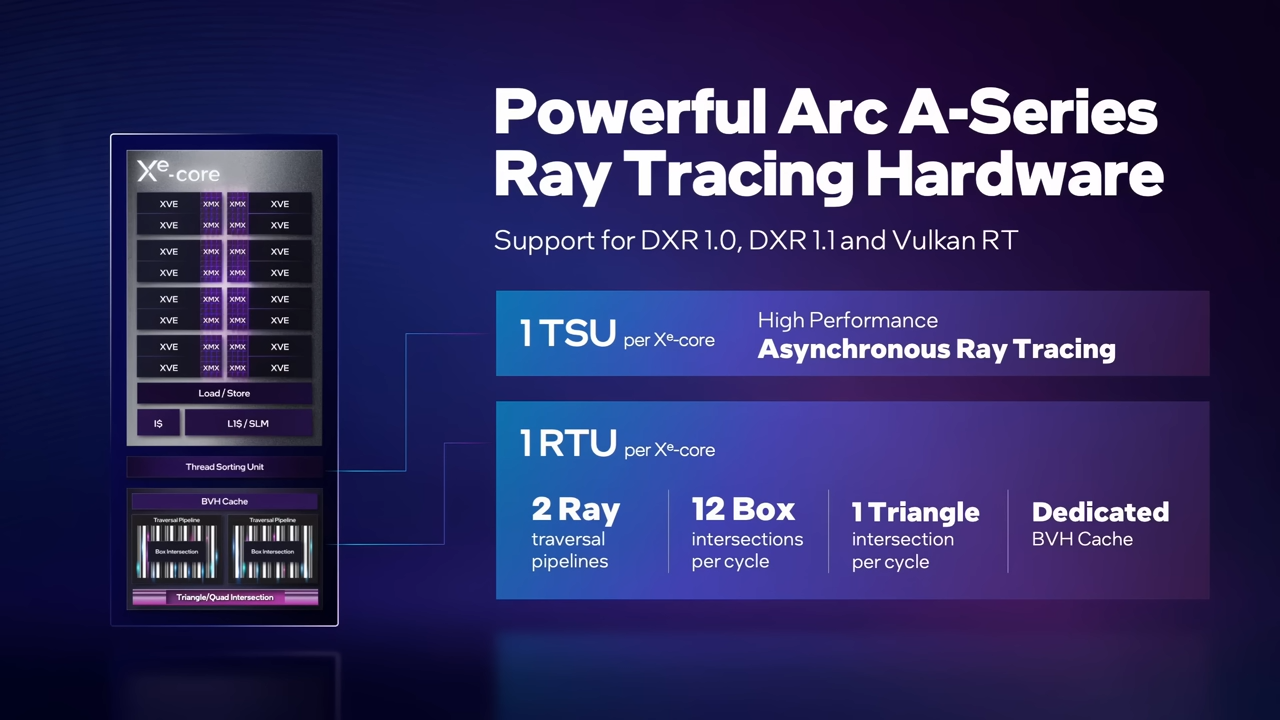 Powerful Arc A-Series
Ray Tracing Hardware
Support for DXR 1.0, DXR 1.1 and Vulkan RT
Xe-core
XVE XMX XMX XVE
XVE XMX XMX XVE
XVE XMX XMX XVE
XVE XMX XMX XVE
XVE XMX XMX XVE
XVE XMX XMX XVE
XVE XMX XMX XVE
XVE XMX XMX XVE
Load / Store
I$ L1$ / SLM
Thread Sorting Unit
BVH Cache
Traversal Pipeline Traversal Pipeline
Box Intersection Box Intersection
Triangle/Quad Intersection
1 TSU per Xe-core
High Performance
Asynchronous Ray Tracing
1 RTU per Xe-core
2 Ray
traversal
pipelines
12 Box
intersections
per cycle
1 Triangle
intersection
per cycle
Dedicated
BVH Cache